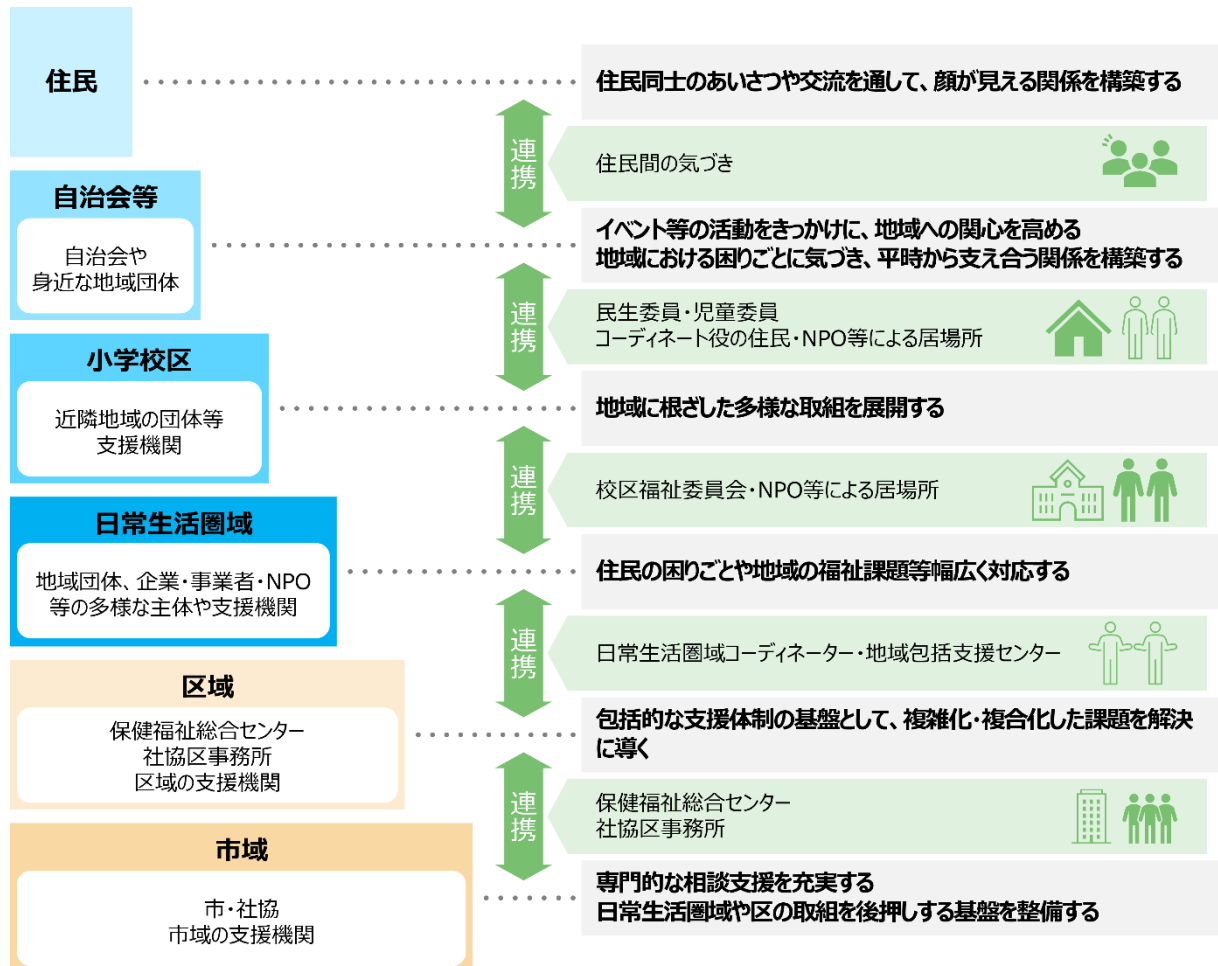 住民
住民同士のあいさつや交流を通して、顔が見える関係を構築する
連携
住民間の気づき
自治会等
自治会や
身近な地域団体
イベント等の活動をきっかけに、地域への関心を高める
地域における困りごとに気づき、平時から支え合う関係を構築する
連携
民生委員・児童委員
コーディネート役の住民・NPO等による居場所
小学校区
近隣地域の団体等
支援機関
地域に根ざした多様な取組を展開する
連携
校区福祉委員会・NPO等による居場所
日常生活圏域
地域団体、企業・事業者・NPO
等の多様な主体や支援機関
住民の困りごとや地域の福祉課題等幅広く対応する
連携
日常生活圏域コーディネーター・地域包括支援センター
区域
保健福祉総合センター
社協区事務所
区域の支援機関
包括的な支援体制の基盤として、複雑化・複合化した課題を解決
に導く
連携
保健福祉総合センター
社協区事務所
市域
市・社協
市域の支援機関
専門的な相談支援を充実する
日常生活圏域や区の取組を後押しする基盤を整備する